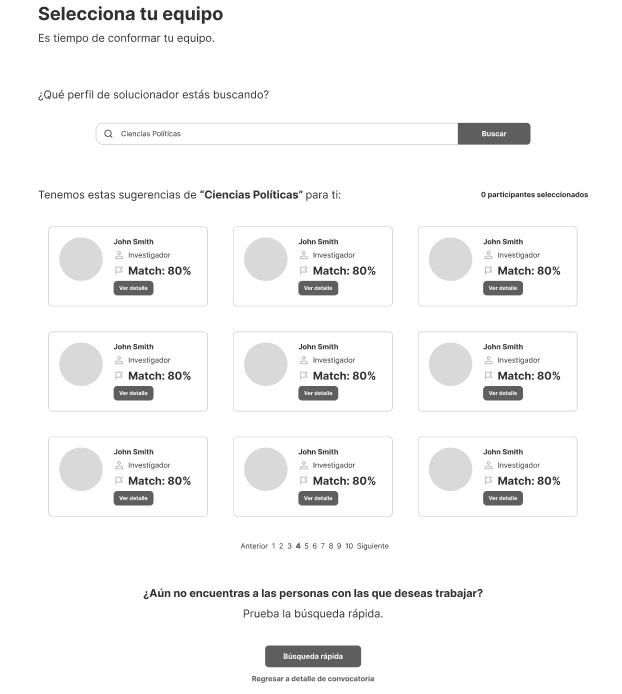 Selecciona tu equipo
Es tiempo de conformar tu equipo.
¿Qué perfil de solucionador estás buscando?
Ciencias Políticas Buscar
Tenemos estas sugerencias de “Ciencias Políticas” para ti: 0 participantes seleccionados
John Smith
Investigador
Match: 80%
Ver detalle
John Smith
Investigador
Match: 80%
Ver detalle
John Smith
Investigador
Match: 80%
Ver detalle
John Smith
Investigador
Match: 80%
Ver detalle
John Smith
Investigador
Match: 80%
Ver detalle
John Smith
Investigador
Match: 80%
Ver detalle
John Smith
Investigador
Match: 80%
Ver detalle
John Smith
Investigador
Match: 80%
Ver detalle
John Smith
Investigador
Match: 80%
Ver detalle
Anterior 1 2 3 4 5 6 7 8 9 10 Siguiente
¿Aún no encuentras a las personas con las que deseas trabajar?
Prueba la búsqueda rápida.
Búsqueda rápida
Regresar a detalle de convocatoria